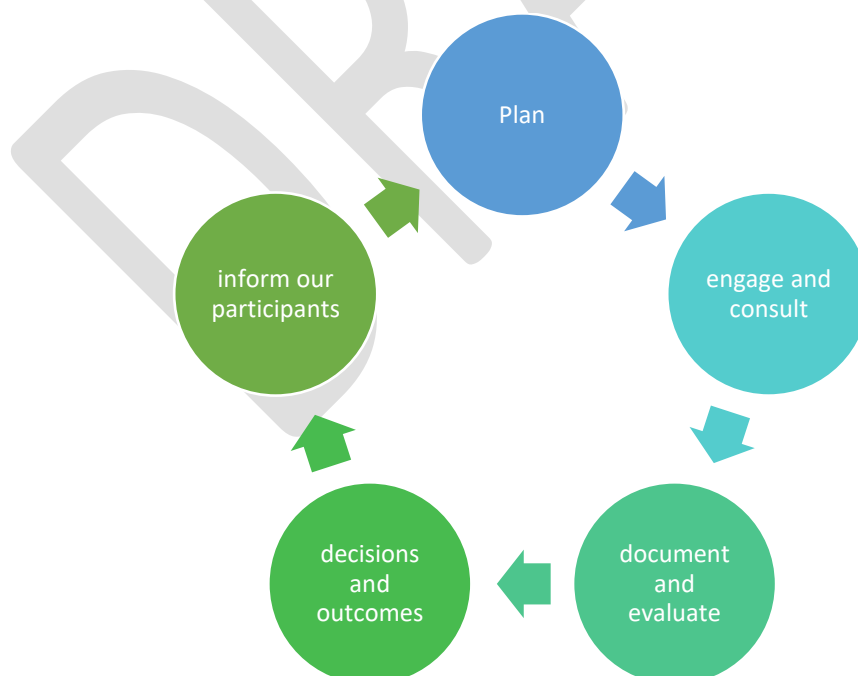 Plan
engage and
consult
document
and
evaluate
decisions
and
outcomes
inform our
participants